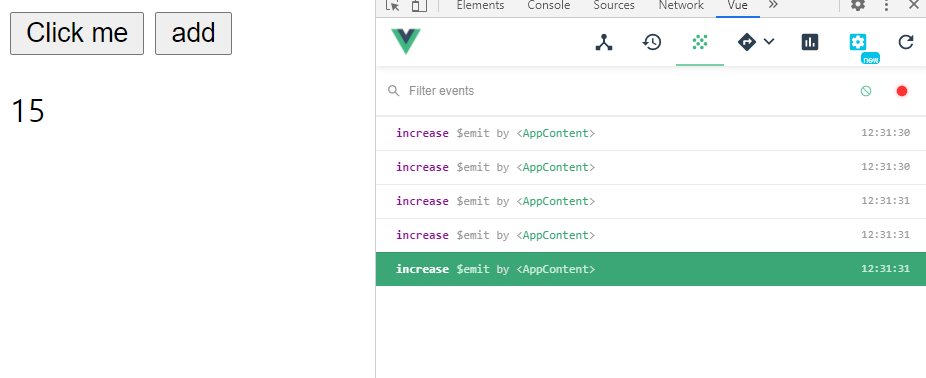 Click me add
15
Elements Console Sources Network Vue »
new
Filter events
increase $emit by <AppContent> 12:31:30
increase $emit by <AppContent> 12:31:30
increase $emit by <AppContent> 12:31:31
increase $emit by <AppContent> 12:31:31
increase $emit by <AppContent> 12:31:31